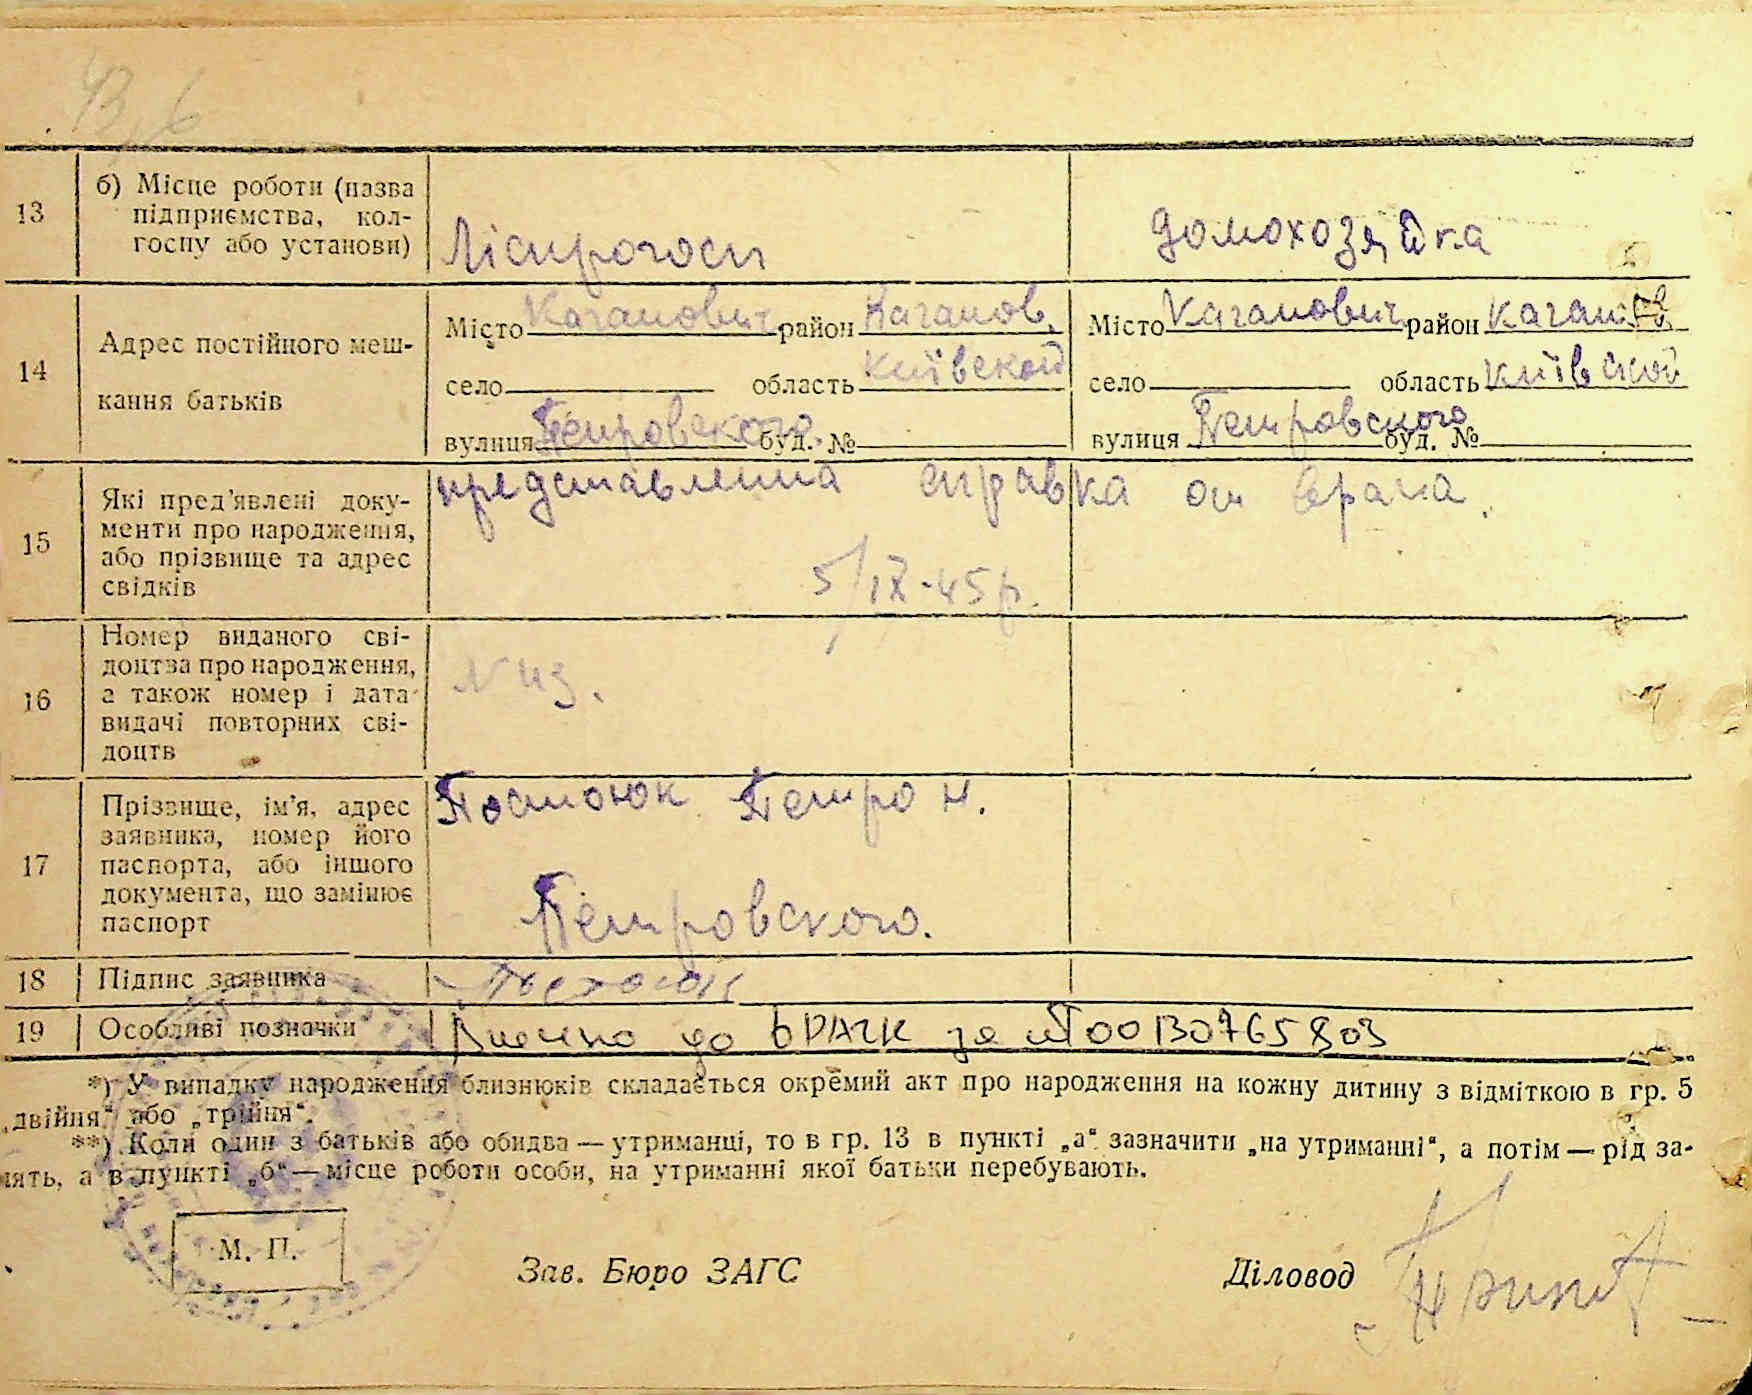 43
13
б) Місце роботи (назва
підприємства, кол-
госпу або установи)
Ліспрогосп
домохозяйка
14
Адрес постійного меш-
кання батьків
Місто Каганович район Каганов.
село область Київской
вулиця Петровского буд. №
Місто Каганович район Каганов
село область Київской
вулиця Петровского буд. №
15
Які пред’явлені доку-
менти про народження,
або прізвище та адрес
свідків
представлена справка от врача.
5/IX-45 р.
16
Номер виданого сві-
доцтва про народження,
а також номер і дата
видачі повторних сві-
доцтв
N 43.
17
Прізвище, ім’я, адрес
заявника, номер його
паспорта, або іншого
документа, що замінює
паспорт
Постоюк Петро Н.
Петровского.
18 Підпис заявника
19 Особливі позначки до ДРАЦС за №00130765803
*) У випадку народження близнюків складається окремий акт про народження на кожну дитину з відміткою в гр. 5
„двійня“ або „трійня“.
**) Коли один з батьків або обидва — утриманці, то в гр. 13 в пункті „а“ зазначити „на утриманні“, а потім — рід за-
нять, а в пункті „б“ — місце роботи особи, на утриманні якої батьки перебувають.
М. П.
Зав. Бюро ЗАГС
Діловод